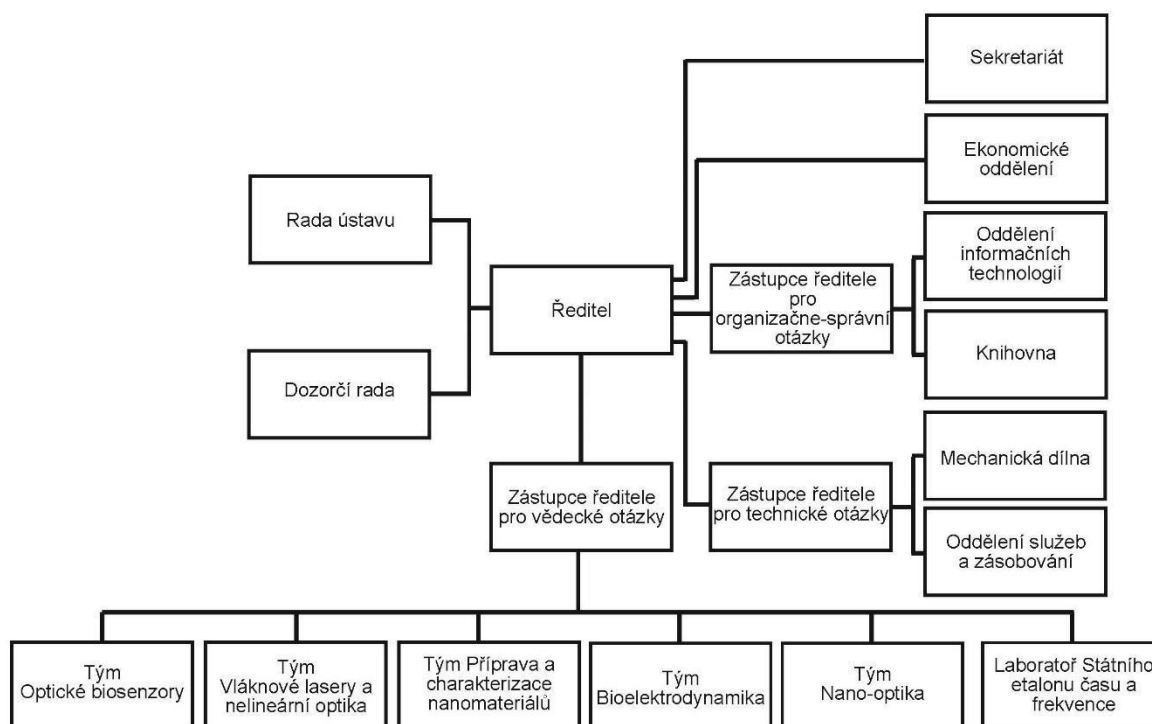 Sekretariát
Ekonomické
oddělení
Rada ústavu
Oddělení
informačních
technologií
Ředitel
Zástupce ředitele
pro
organizačne-správní
otázky
Knihovna
Dozorčí rada
Mechanická dílna
Zástupce ředitele
pro vědecké otázky
Zástupce ředitele
pro technické otázky
Oddělení služeb
a zásobování
Tým
Optické biosenzory
Tým
Vláknové lasery a
nelineární optika
Tým Příprava a
charakterizace
nanomateriálů
Tým
Bioelektrodynamika
Tým
Nano-optika
Laboratoř Státního
etalonu času a
frekvence